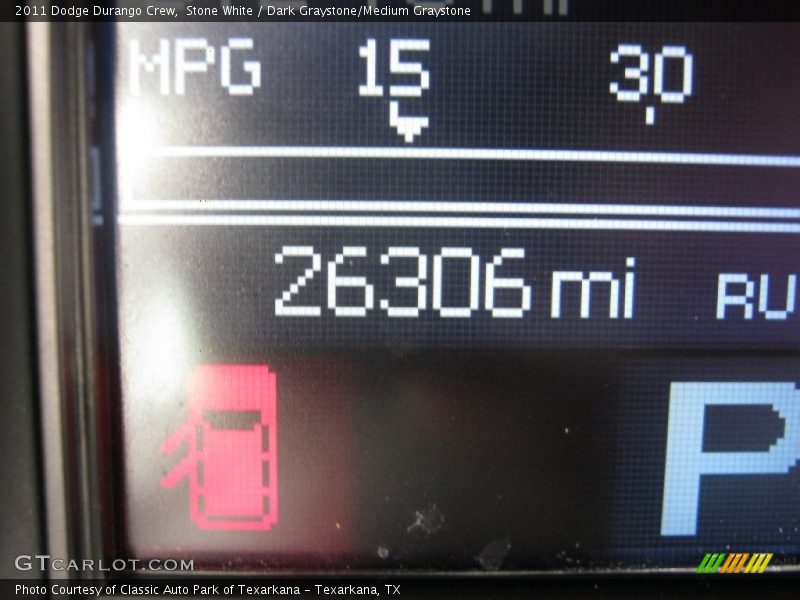 2011 Dodge Durango Crew,  Stone White / Dark Graystone/Medium Graystone
MPG 15 30
26306 mi RU
P
GTCARLOT.COM
Photo Courtesy of Classic Auto Park of Texarkana - Texarkana, TX